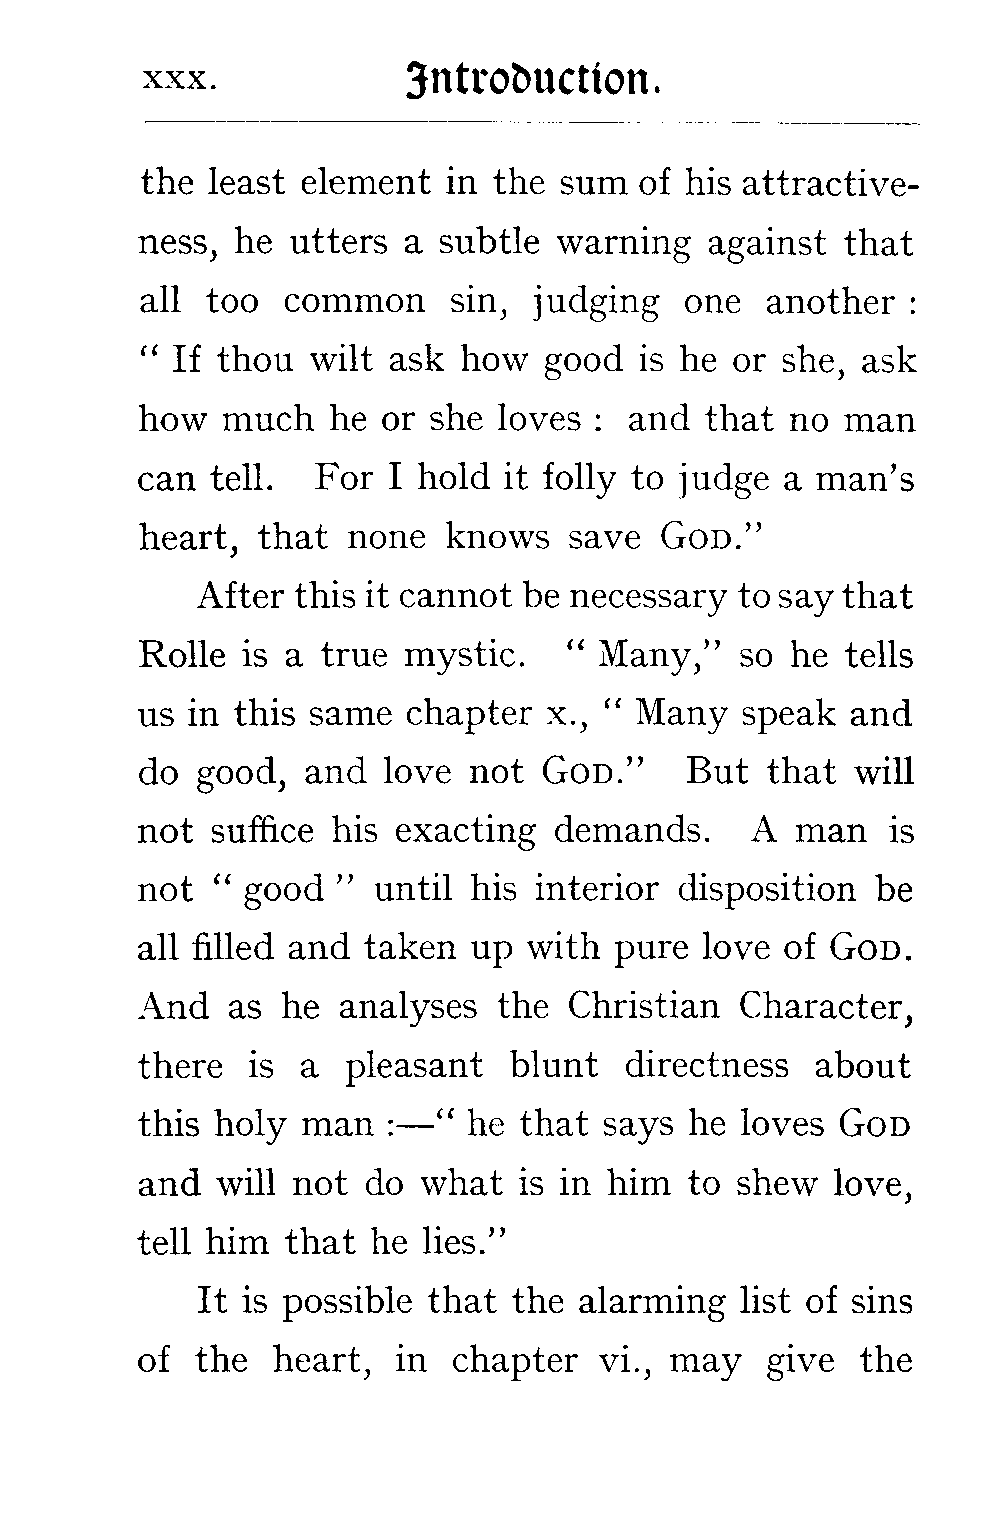 xxx. Introduction.
the least element in the sum of his attractive-
ness, he utters a subtle warning against that
all too common sin, judging one another :
“ If thou wilt ask how good is he or she, ask
how much he or she loves : and that no man
can tell. For I hold it folly to judge a man’s
heart, that none knows save GOD.”
After this it cannot be necessary to say that
Rolle is a true mystic. “ Many,” so he tells
us in this same chapter x., “ Many speak and
do good, and love not GOD.” But that will
not suffice his exacting demands. A man is
not “ good ” until his interior disposition be
all filled and taken up with pure love of GOD.
And as he analyses the Christian Character,
there is a pleasant blunt directness about
this holy man :—“ he that says he loves GOD
and will not do what is in him to shew love,
tell him that he lies.”
It is possible that the alarming list of sins
of the heart, in chapter vi., may give the